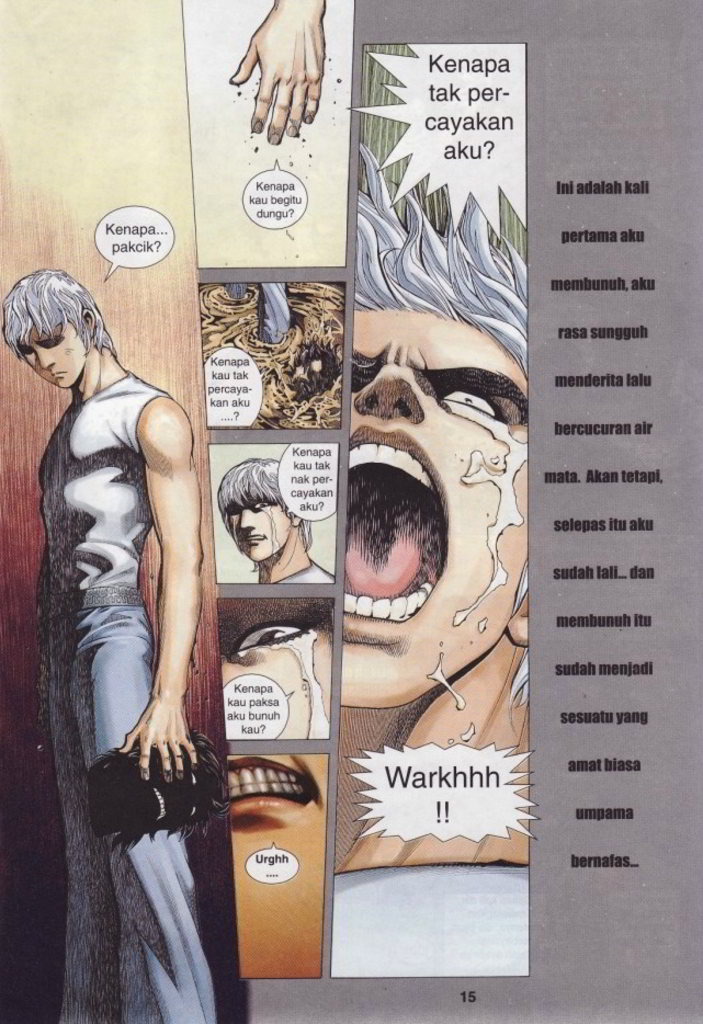 Kenapa...
pakcik?
Kenapa
kau begitu
dungu?
Kenapa
kau tak
percaya-
kan aku
....?
Kenapa
kau tak
nak per-
cayakan
aku?
Kenapa
kau paksa
aku bunuh
kau?
Urghh
....
Kenapa
tak per-
cayakan
aku?
Warkhhh
!!
Ini adalah kali
pertama aku
membunuh, aku
rasa sungguh
menderita lalu
bercucuran air
mata. Akan tetapi,
selepas itu aku
sudah lali... dan
membunuh itu
sudah menjadi
sesuatu yang
amat biasa
umpama
bernafas...
15